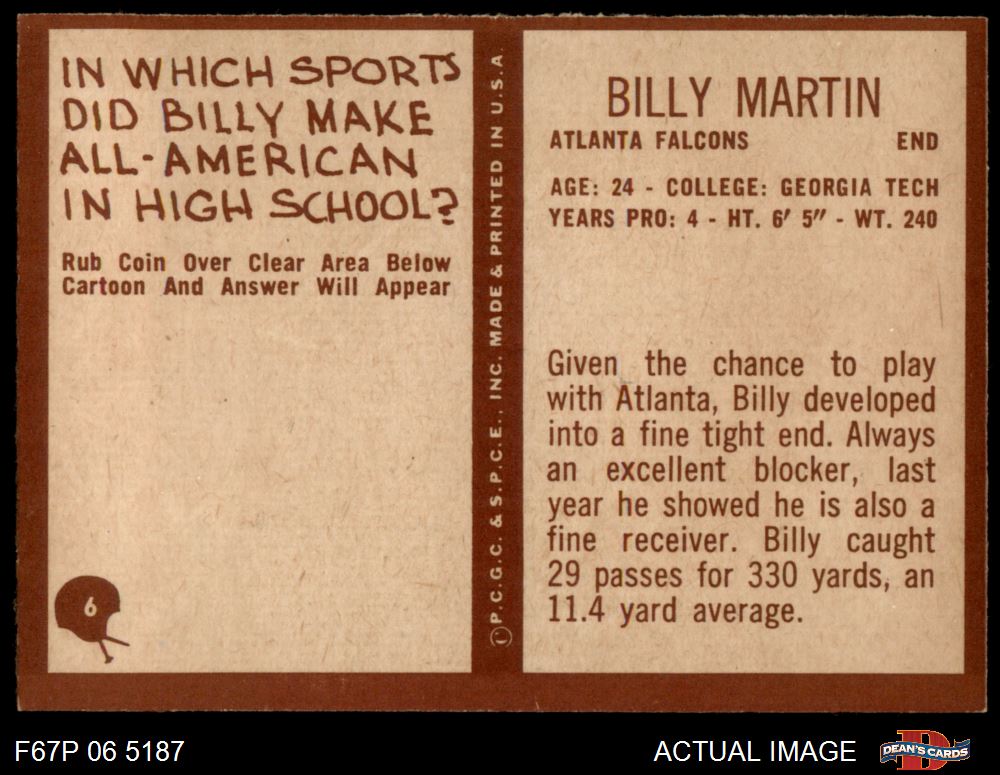 IN WHICH SPORTS
DID BILLY MAKE
ALL-AMERICAN
IN HIGH SCHOOL?
Rub Coin Over Clear Area Below
Cartoon And Answer Will Appear
6
©P.C.G.C. & S.P.C.E., INC. MADE & PRINTED IN U.S.A.
BILLY MARTIN
ATLANTA FALCONS END
AGE: 24 - COLLEGE: GEORGIA TECH
YEARS PRO: 4 - HT. 6' 5" - WT. 240
Given the chance to play
with Atlanta, Billy developed
into a fine tight end. Always
an excellent blocker, last
year he showed he is also a
fine receiver. Billy caught
29 passes for 330 yards, an
11.4 yard average.
F67P 06 5187
ACTUAL IMAGE
D
DEAN'S CARDS